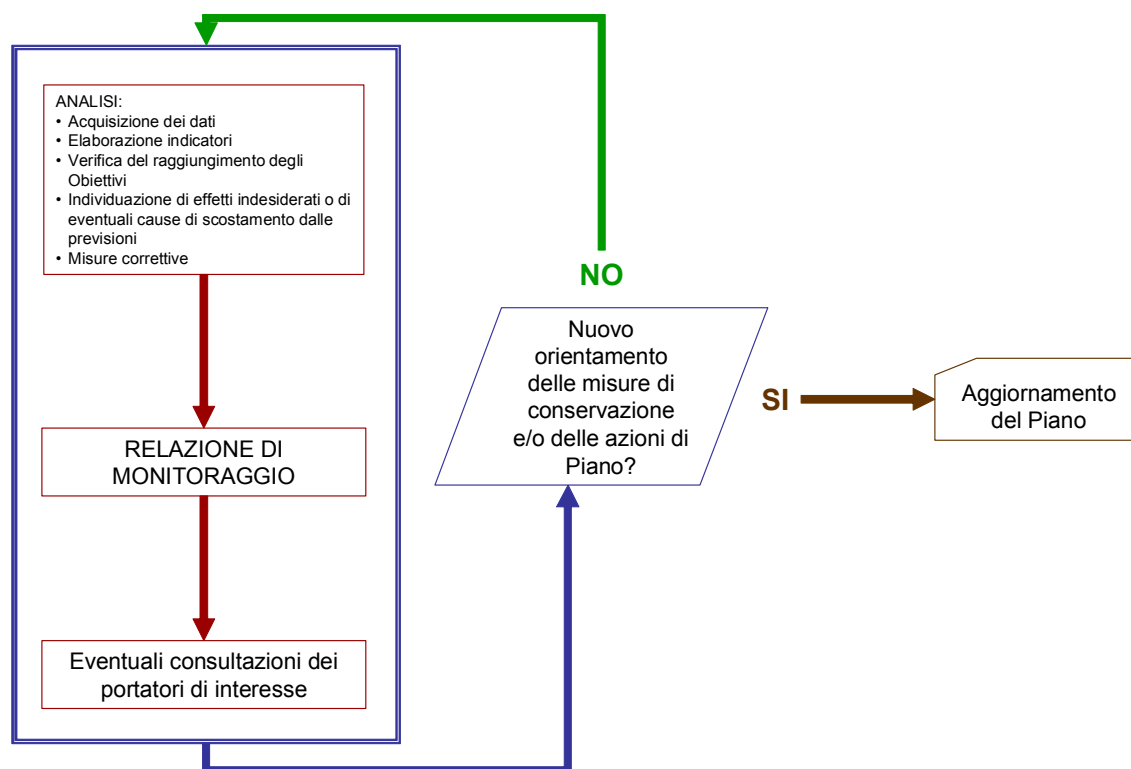 ANALISI:
• Acquisizione dei dati
• Elaborazione indicatori
• Verifica del raggiungimento degli
Obiettivi
• Individuazione di effetti indesiderati o di
eventuali cause di scostamento dalle
previsioni
• Misure correttive
RELAZIONE DI
MONITORAGGIO
Eventuali consultazioni dei
portatori di interesse
NO
Nuovo
orientamento
delle misure di
conservazione
e/o delle azioni di
Piano?
SI
Aggiornamento
del Piano